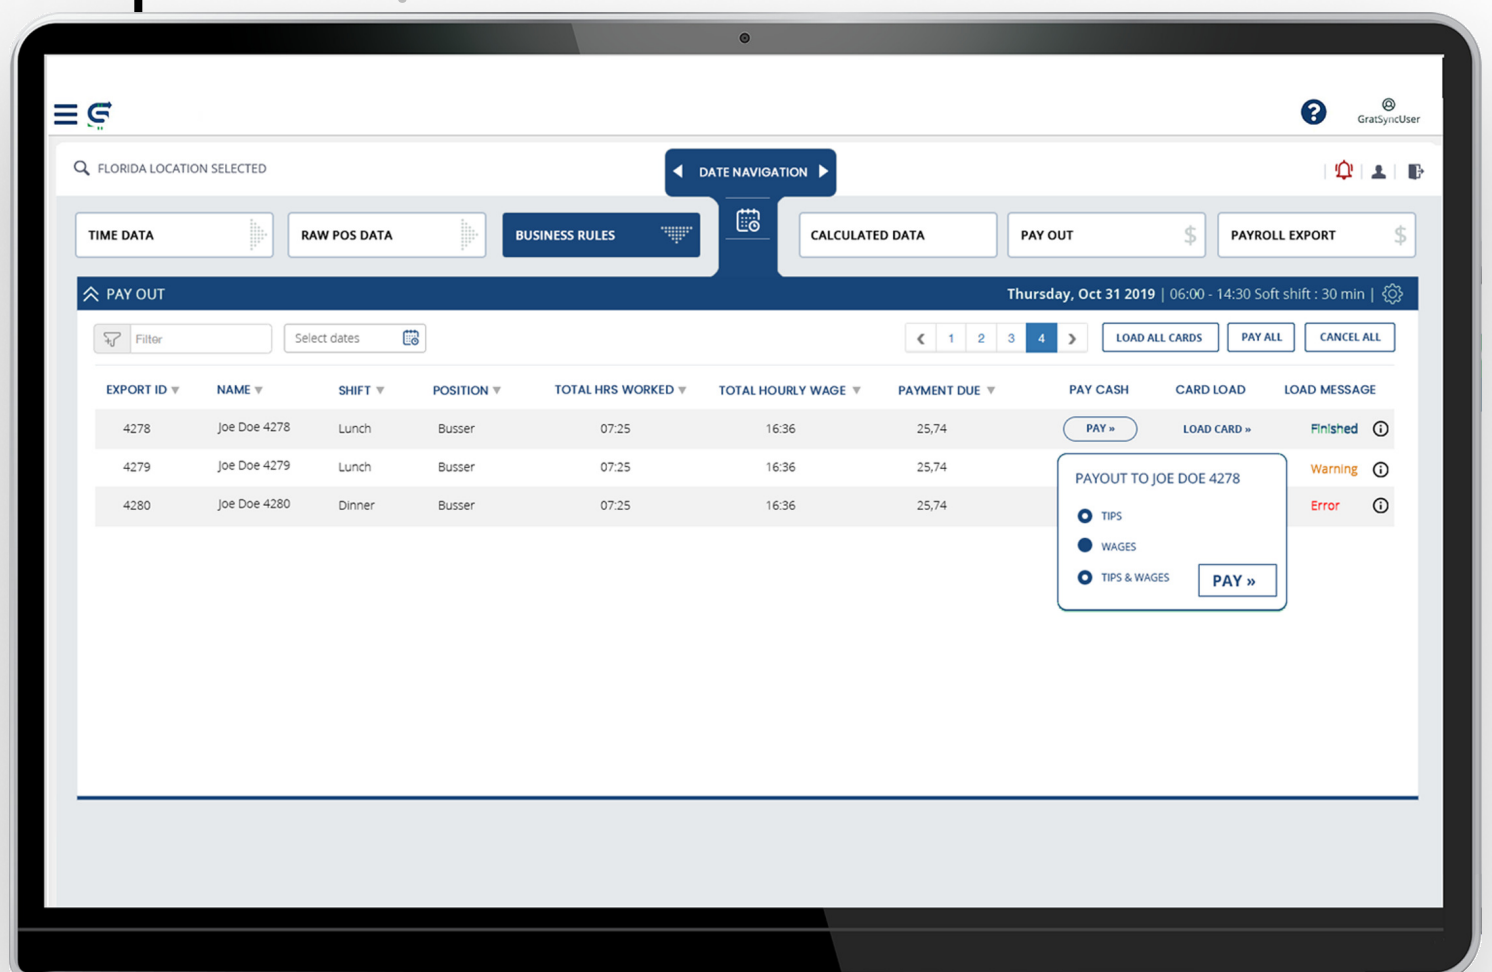 GratSyncUser
FLORIDA LOCATION SELECTED
DATE NAVIGATION
TIME DATA
RAW POS DATA
BUSINESS RULES
CALCULATED DATA
PAY OUT $
PAYROLL EXPORT $
PAY OUT
Thursday, Oct 31 2019 | 06:00 - 14:30 Soft shift : 30 min |
Filter
Select dates
1 2 3 4
LOAD ALL CARDS
PAY ALL
CANCEL ALL
EXPORT ID NAME SHIFT POSITION TOTAL HRS WORKED TOTAL HOURLY WAGE PAYMENT DUE PAY CASH CARD LOAD LOAD MESSAGE
4278 Joe Doe 4278 Lunch Busser 07:25 16:36 25,74 PAY » LOAD CARD » Finished
4279 Joe Doe 4279 Lunch Busser 07:25 16:36 25,74 Warning
4280 Joe Doe 4280 Dinner Busser 07:25 16:36 25,74 Error
PAYOUT TO JOE DOE 4278
TIPS
WAGES
TIPS & WAGES
PAY »